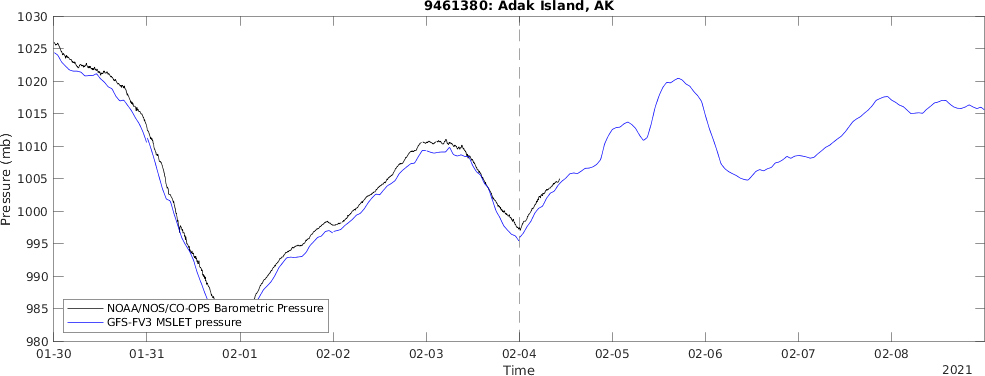 9461380: Adak Island, AK
Pressure (mb)
1030
1025
1020
1015
1010
1005
1000
995
990
985
980
NOAA/NOS/CO-OPS Barometric Pressure
GFS-FV3 MSLET pressure
01-30 01-31 02-01 02-02 02-03 02-04 02-05 02-06 02-07 02-08
Time
2021